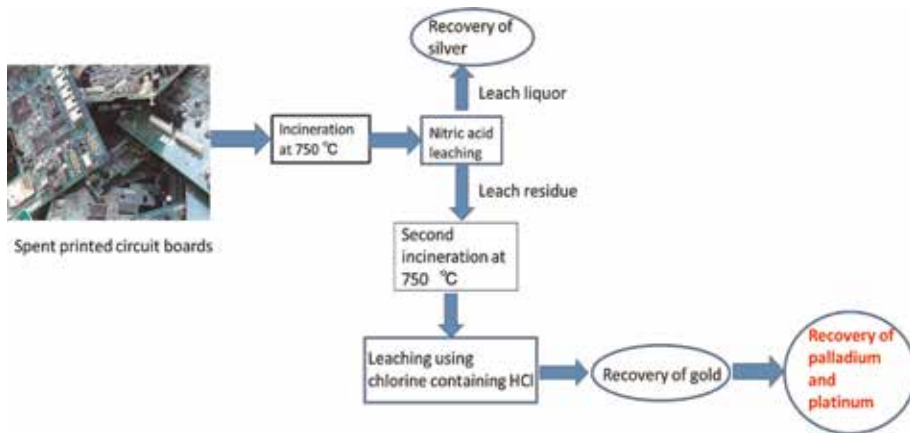 Recovery of
silver
Leach liquor
Incineration
at 750 ℃
Nitric acid
leaching
Leach residue
Spent printed circuit boards
Second
incineration at
750 ℃
Leaching using
chlorine containing HCl
Recovery of gold
Recovery of
palladium
and
platinum